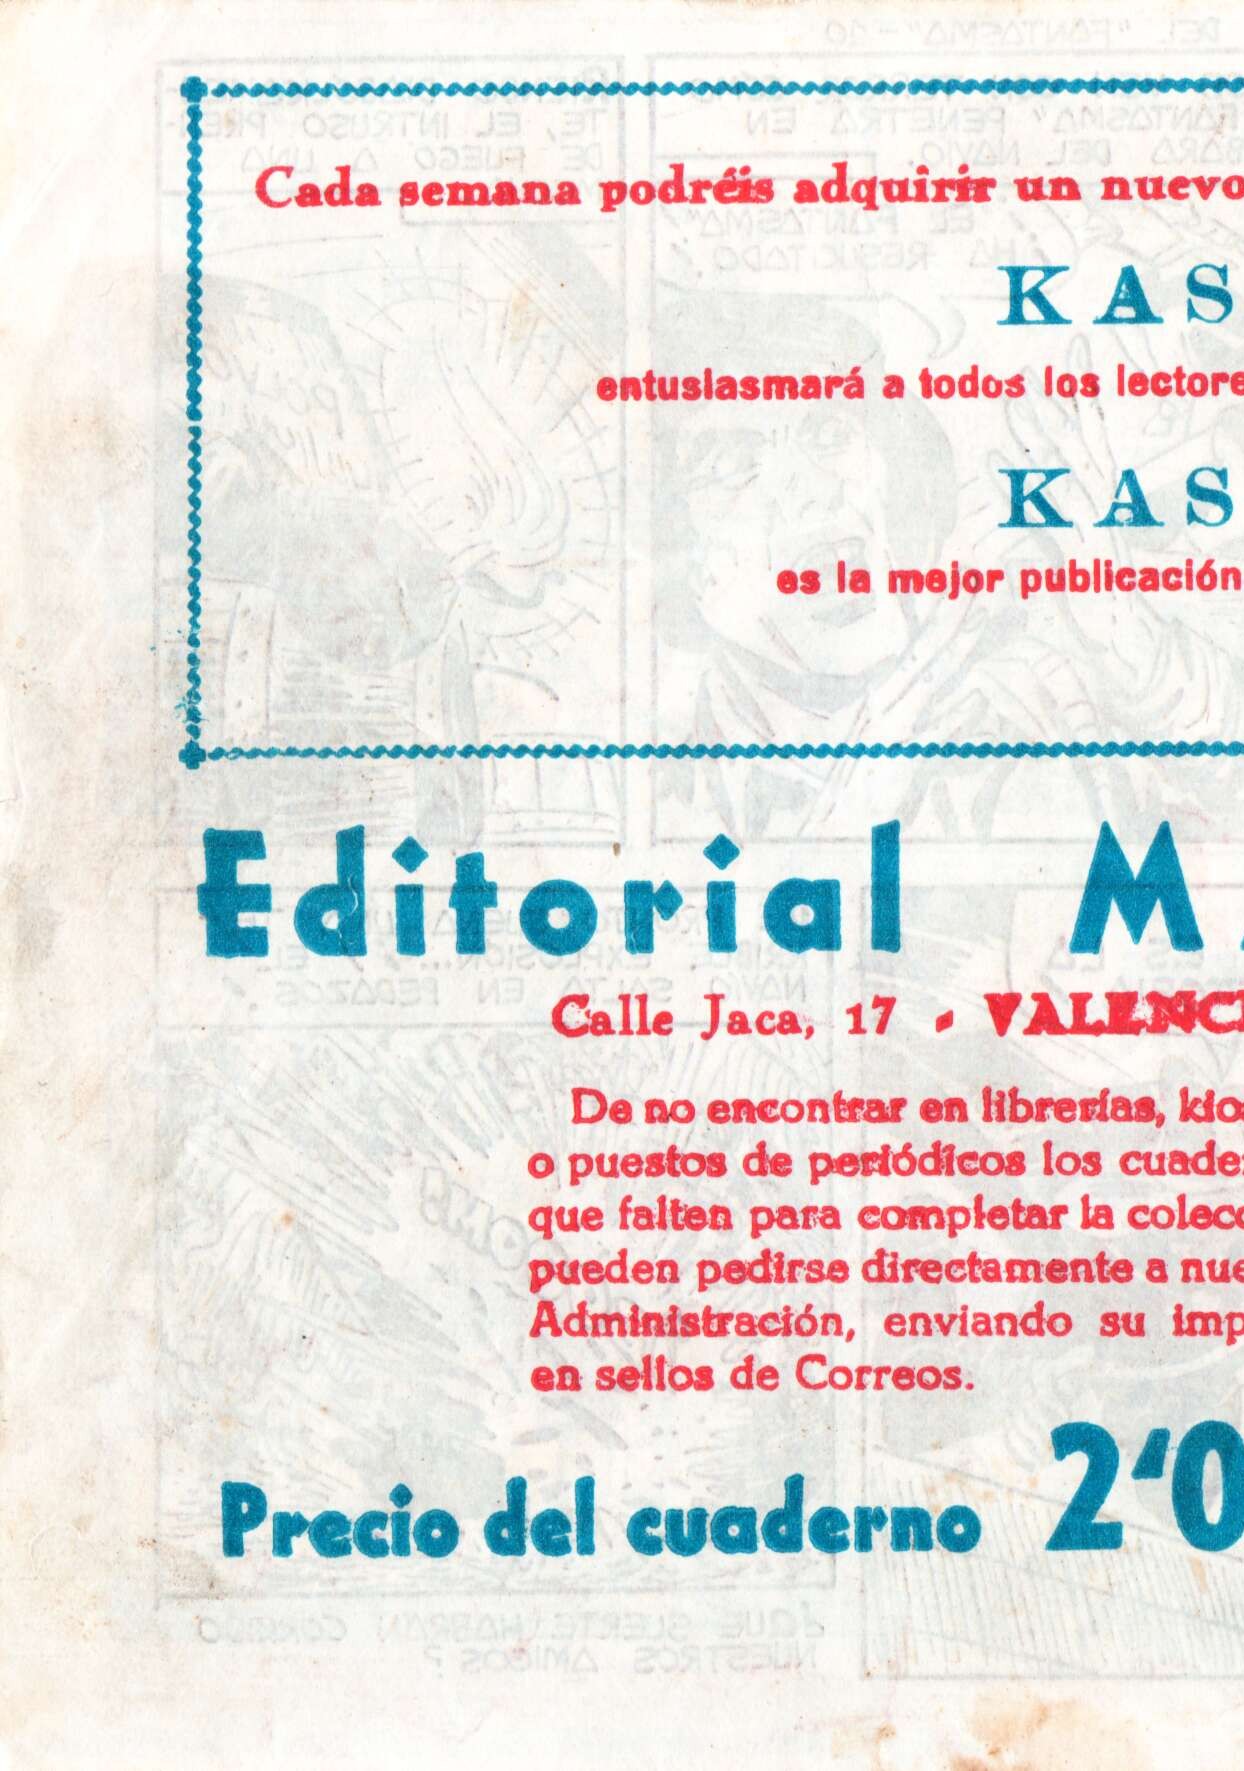 Cada semana podréis adquirir un nuevo
KAS
entusiasmará a todos los lectore
KAS
es la mejor publicación
Editorial M
Calle Jaca, 17 - VALENC
De no encontrar en librerías, kio
o puestos de periódicos los cuade
que falten para completar la colecc
pueden pedirse directamente a nue
Administración, enviando su imp
en sellos de Correos.
Precio del cuaderno 2'0